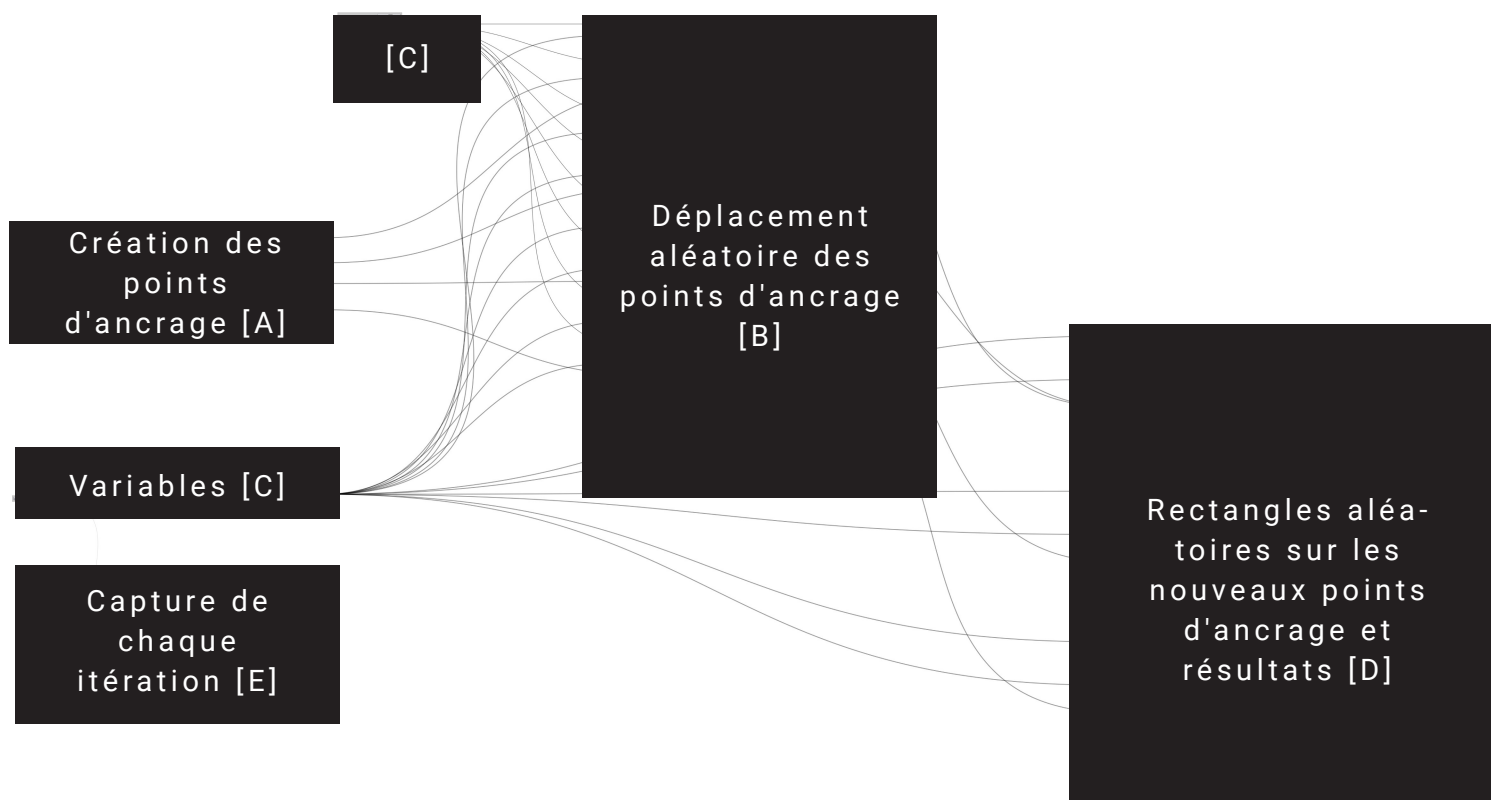 [C]
Création des
points
d'ancrage [A]
Variables [C]
Capture de
chaque
itération [E]
Déplacement
aléatoire des
points d'ancrage
[B]
Rectangles aléa-
toires sur les
nouveaux points
d'ancrage et
résultats [D]